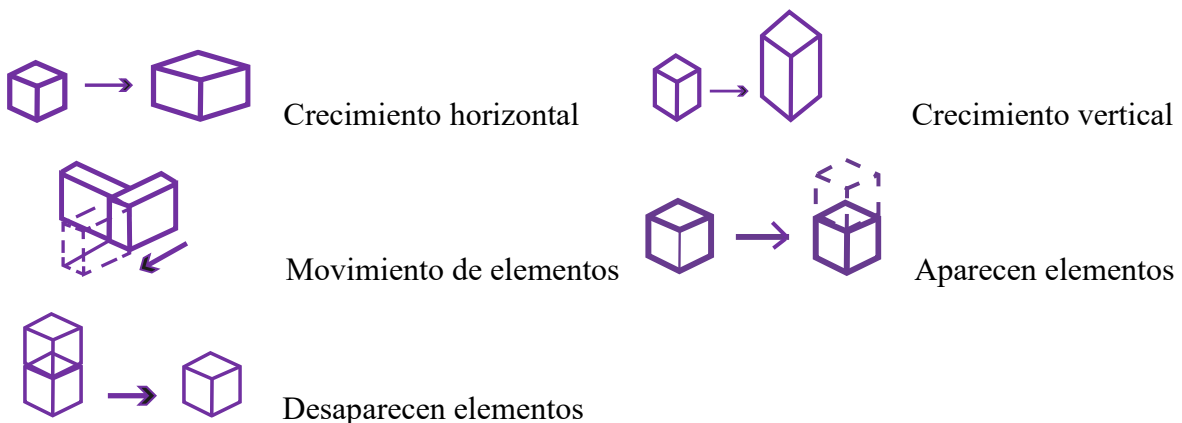 Crecimiento horizontal
Crecimiento vertical
Movimiento de elementos
Aparecen elementos
Desaparecen elementos